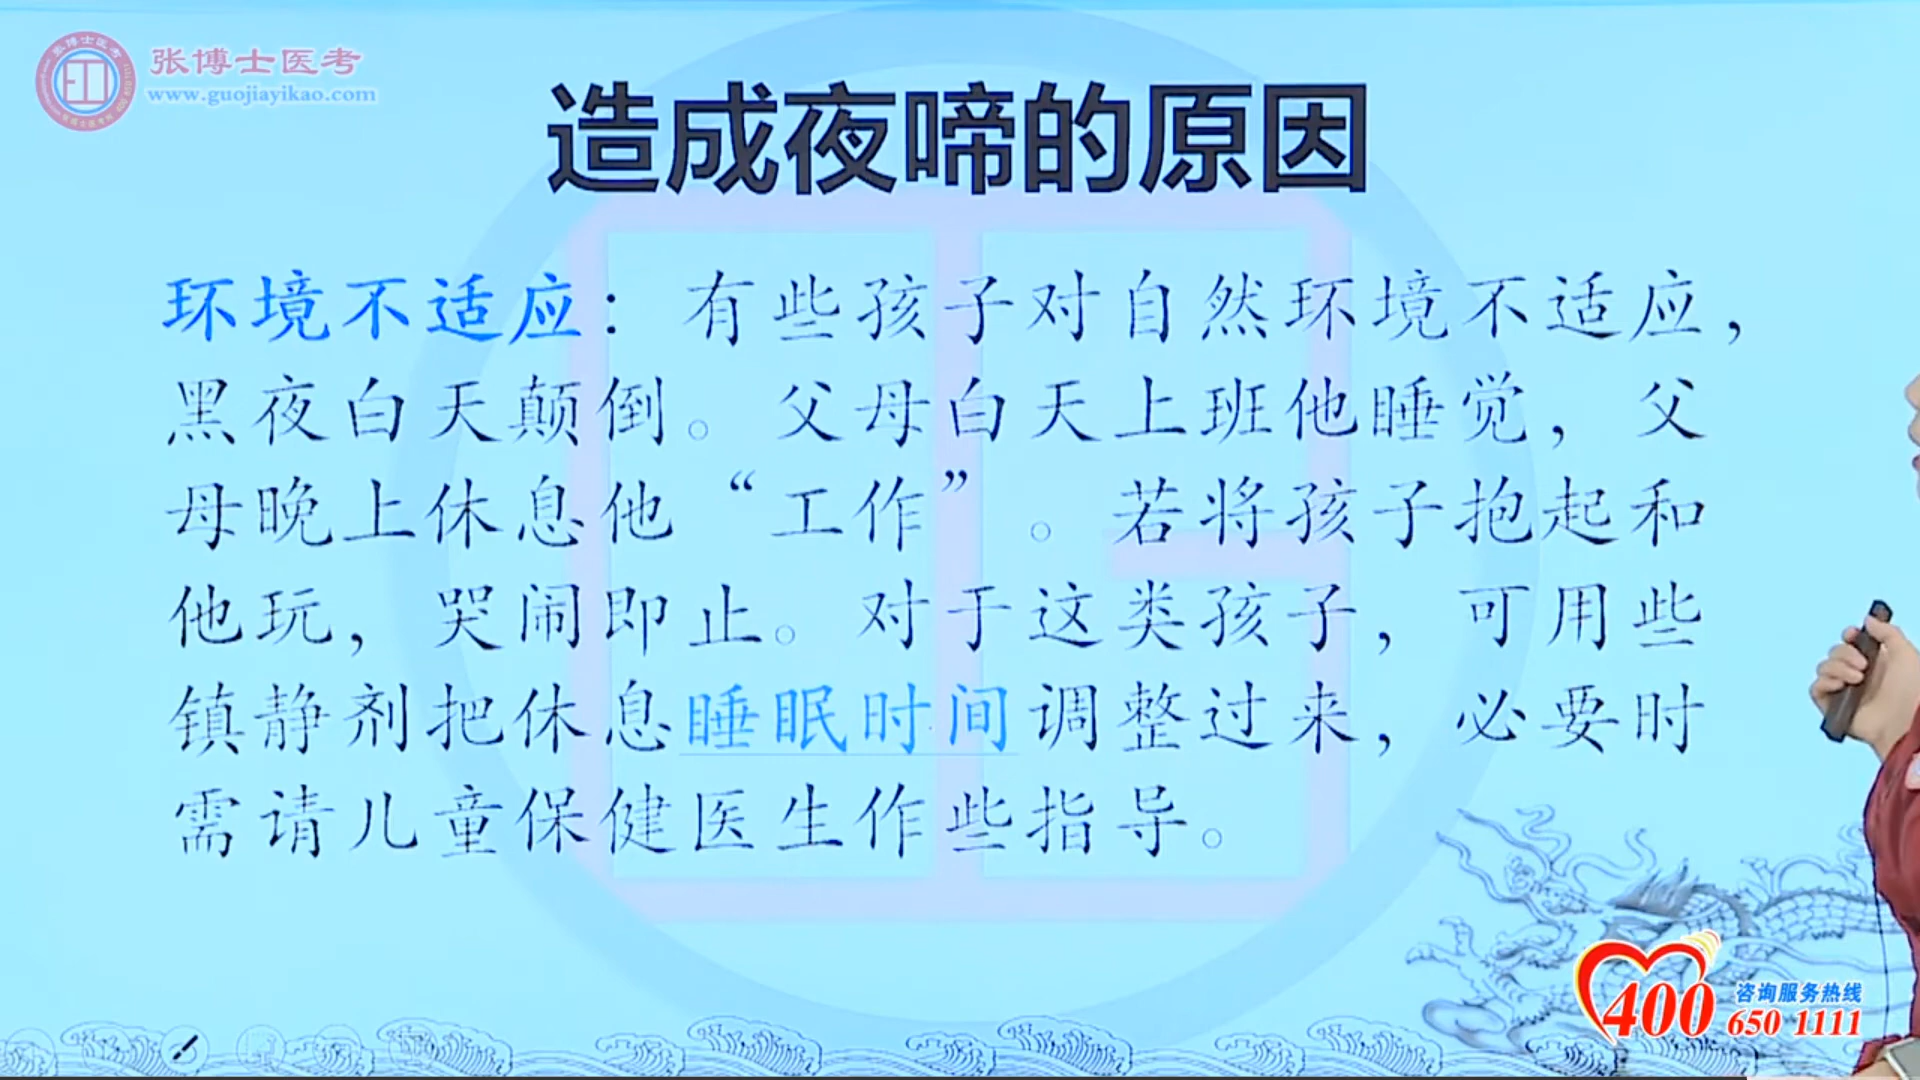 张博士医考
www.guojiayikao.com
造成夜啼的原因
环境不适应：有些孩子对自然环境不适应，
黑夜白天颠倒。父母白天上班他睡觉，父
母晚上休息他“工作”。若将孩子抱起和
他玩，哭闹即止。对于这类孩子，可用些
镇静剂把休息睡眠时间调整过来，必要时
需请儿童保健医生作些指导。
咨询服务热线
400 650 1111